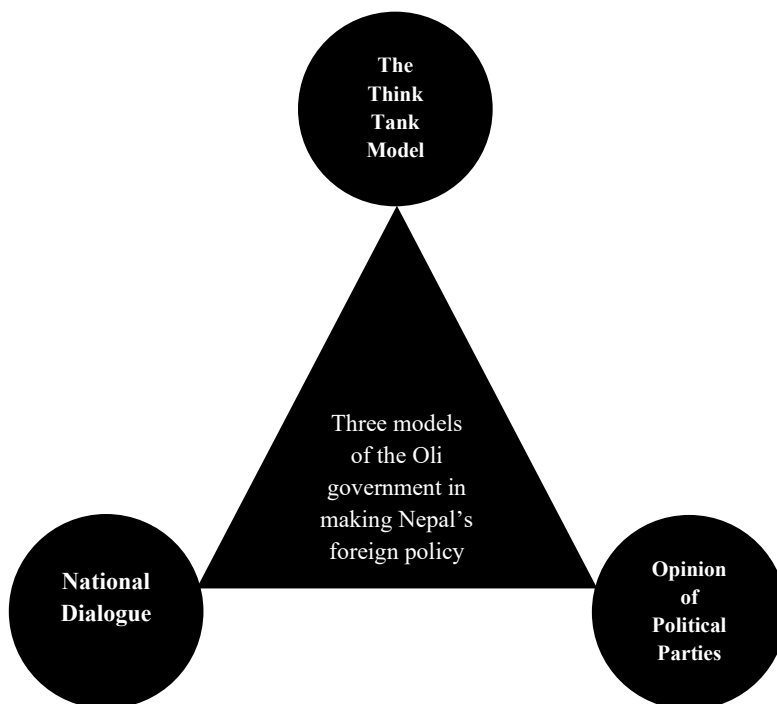 The
Think
Tank
Model
Three models
of the Oli
government in
making Nepal’s
foreign policy
National
Dialogue
Opinion
of
Political
Parties